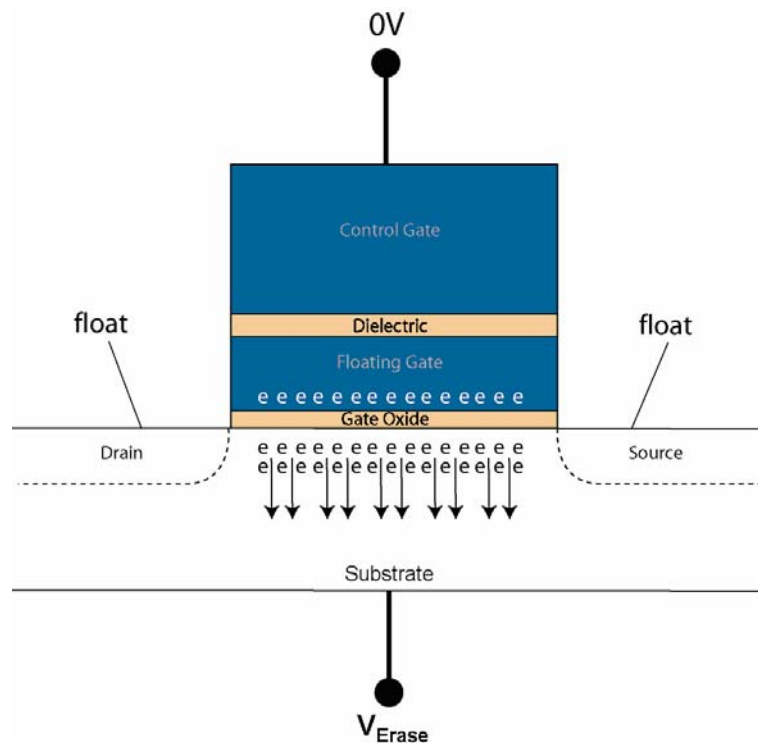 0V
Control Gate
float
Dielectric
float
Floating Gate
e e e e e e e e e e e e e e
Gate Oxide
Drain
e e e e e e e e e e e e e e
Source
e e e e e e e e e e e e e e
Substrate
VErase